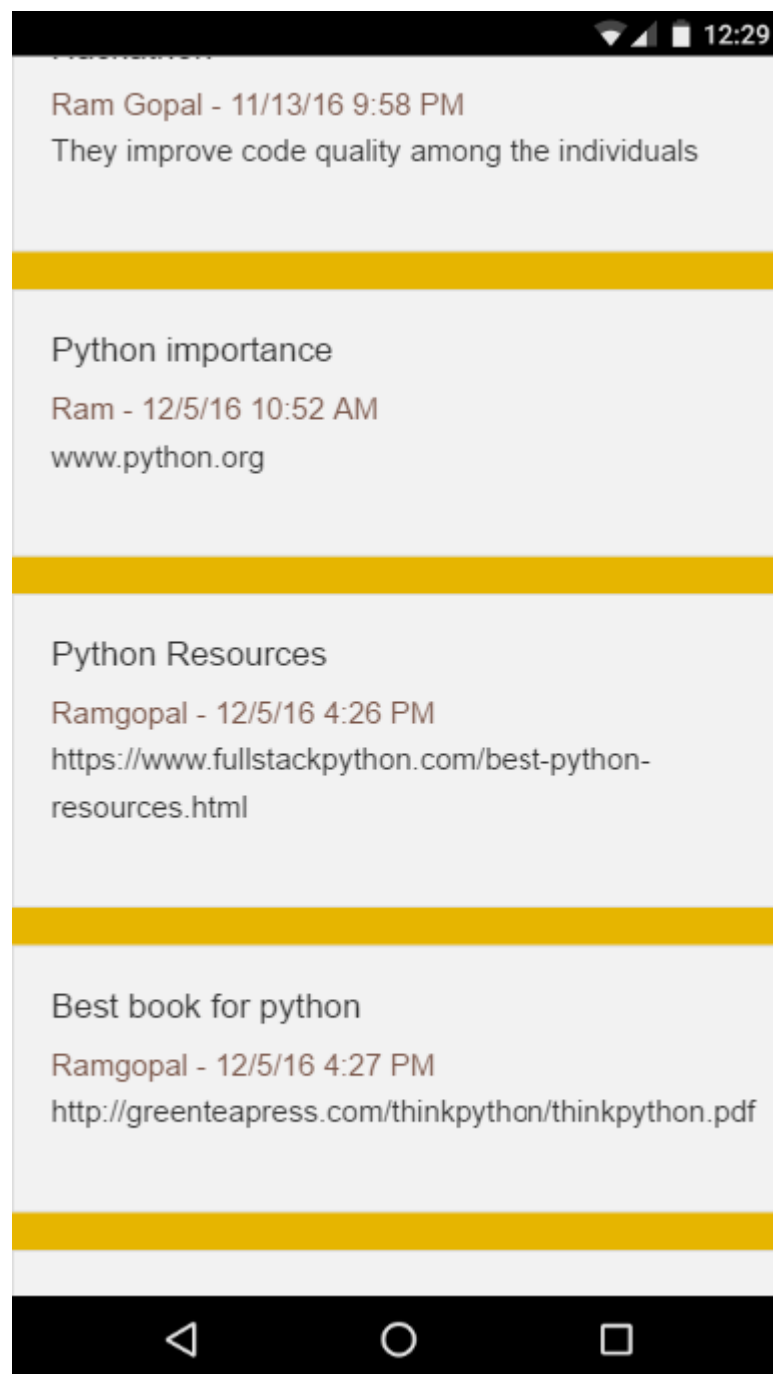 12:29
Ram Gopal - 11/13/16 9:58 PM
They improve code quality among the individuals
Python importance
Ram - 12/5/16 10:52 AM
www.python.org
Python Resources
Ramgopal - 12/5/16 4:26 PM
https://www.fullstackpython.com/best-python-
resources.html
Best book for python
Ramgopal - 12/5/16 4:27 PM
http://greenteapress.com/thinkpython/thinkpython.pdf